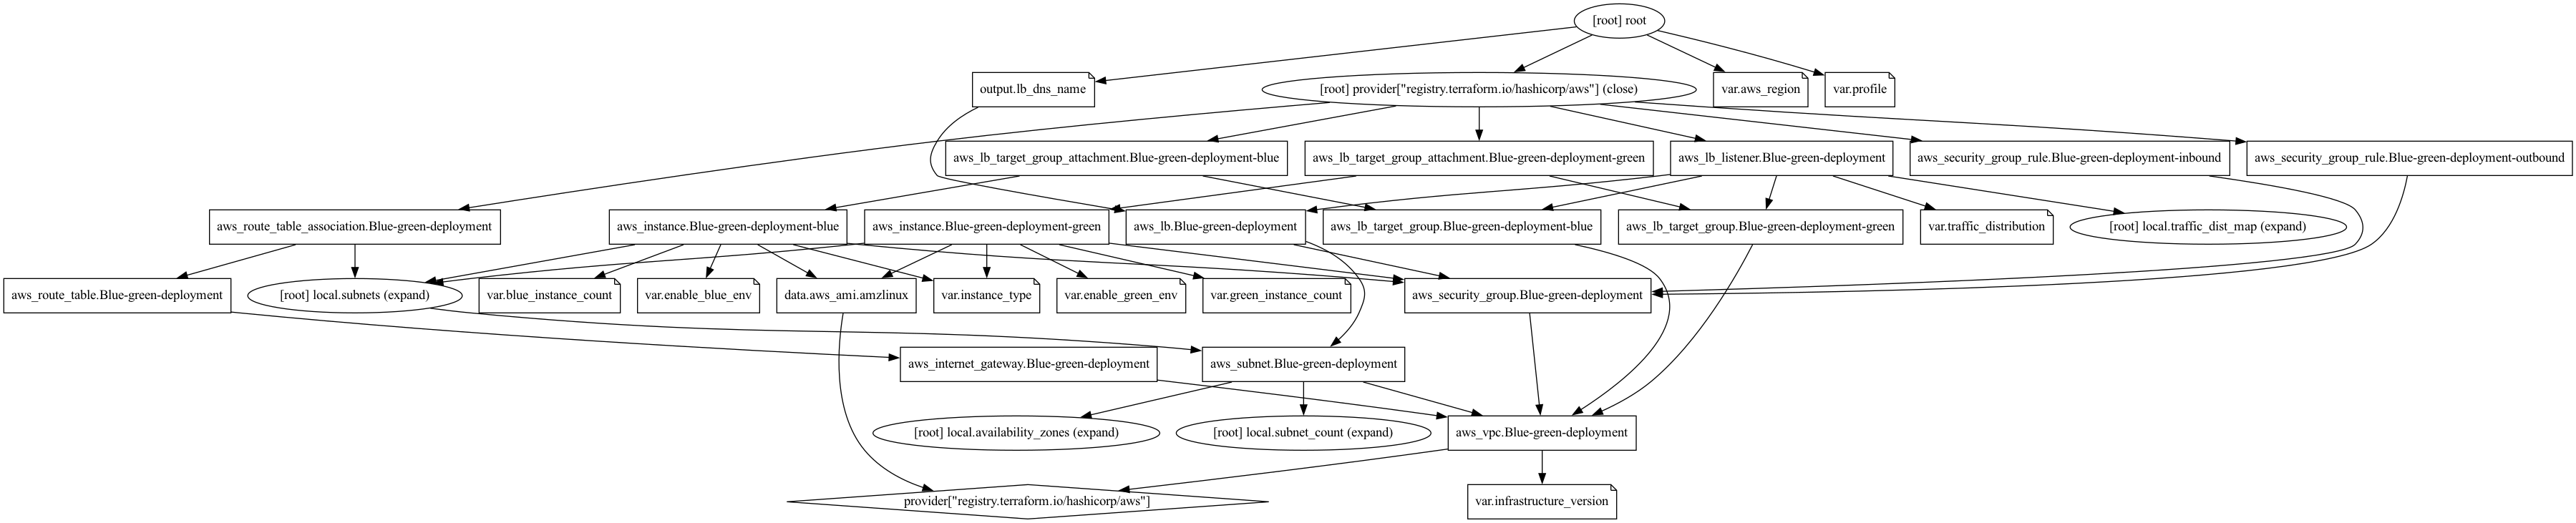 [root] root
output.lb_dns_name
[root] provider["registry.terraform.io/hashicorp/aws"] (close)
var.aws_region
var.profile
aws_lb_target_group_attachment.Blue-green-deployment-blue
aws_lb_target_group_attachment.Blue-green-deployment-green
aws_lb_listener.Blue-green-deployment
aws_security_group_rule.Blue-green-deployment-inbound
aws_security_group_rule.Blue-green-deployment-outbound
aws_route_table_association.Blue-green-deployment
aws_instance.Blue-green-deployment-blue
aws_instance.Blue-green-deployment-green
aws_lb.Blue-green-deployment
aws_lb_target_group.Blue-green-deployment-blue
aws_lb_target_group.Blue-green-deployment-green
var.traffic_distribution
[root] local.traffic_dist_map (expand)
aws_route_table.Blue-green-deployment
[root] local.subnets (expand)
var.blue_instance_count
var.enable_blue_env
data.aws_ami.amzlinux
var.instance_type
var.enable_green_env
var.green_instance_count
aws_security_group.Blue-green-deployment
aws_internet_gateway.Blue-green-deployment
aws_subnet.Blue-green-deployment
[root] local.availability_zones (expand)
[root] local.subnet_count (expand)
aws_vpc.Blue-green-deployment
provider["registry.terraform.io/hashicorp/aws"]
var.infrastructure_version